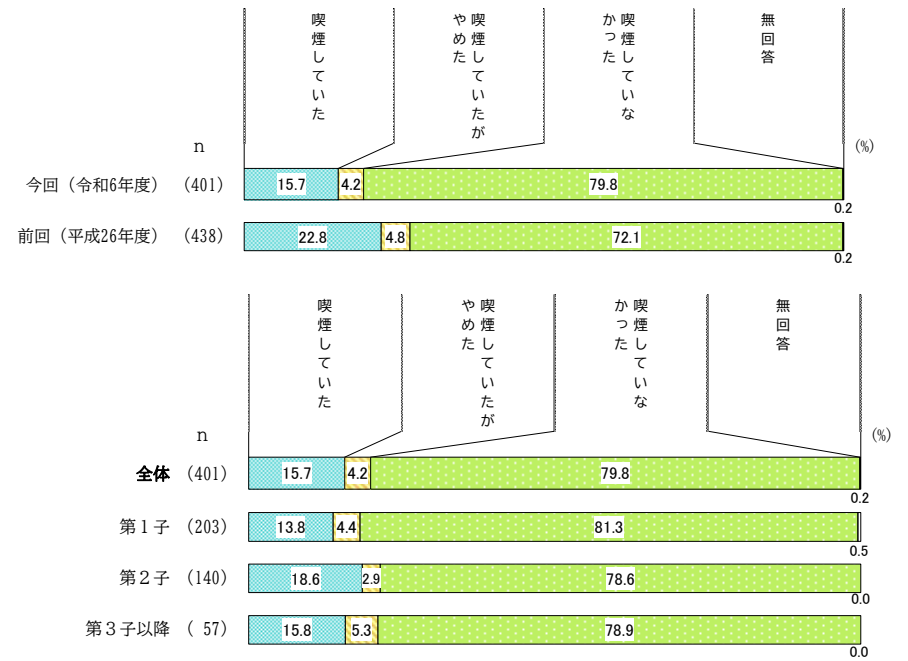 喫煙していた
喫煙していたが
やめた
喫煙していな
かった
無回答
n
(%)
今回（令和6年度） (401) 15.7 4.2 79.8
0.2
前回（平成26年度） (438) 22.8 4.8 72.1
0.2
喫煙していた
喫煙していたが
やめた
喫煙していな
かった
無回答
n
(%)
全体 (401) 15.7 4.2 79.8
0.2
第１子 (203) 13.8 4.4 81.3
0.5
第２子 (140) 18.6 2.9 78.6
0.0
第３子以降 ( 57) 15.8 5.3 78.9
0.0